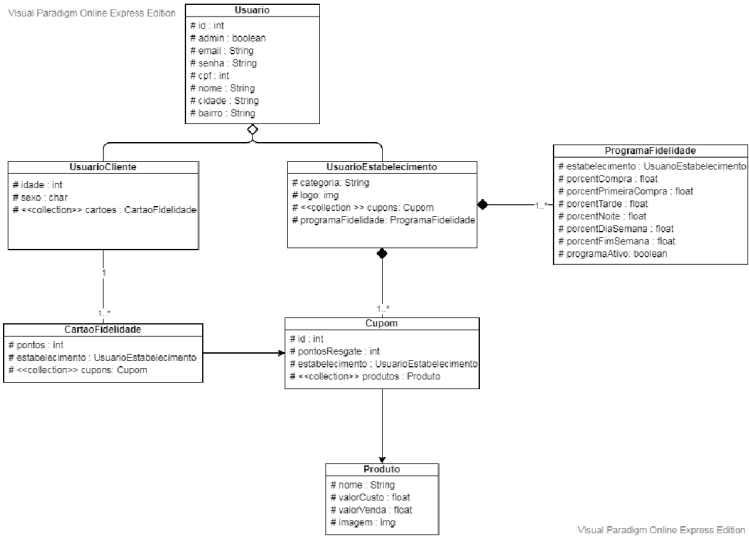 Visual Paradigm Online Express Edition
Usuario
# id : int
# admin : boolean
# email : String
# senha : String
# cpf : int
# nome : String
# cidade : String
# bairro : String
UsuarioCliente
# idade : int
# sexo : char
# <<collection>> cartoes : CartaoFidelidade
UsuarioEstabelecimento
# categoria: String
# logo: img
# <<collection >> cupons: Cupom
# programaFidelidade: ProgramaFidelidade
ProgramaFidelidade
# estabelecimento : UsuarioEstabelecimento
# porcentCompra : float
# porcentPrimeiraCompra : float
# porcentTarde : float
# porcentNoite : float
# porcentDiaSemana : float
# porcentFimSemana : float
# programaAtivo: boolean
1..*
1
1..*
1..*
CartaoFidelidade
# pontos : int
# estabelecimento : UsuarioEstabelecimento
# <<collection>> cupons: Cupom
Cupom
# id : int
# pontosResgate : int
# estabelecimento : UsuarioEstabelecimento
# <<collection>> produtos : Produto
Produto
# nome : String
# valorCusto : float
# valorVenda : float
# imagem : img
Visual Paradigm Online Express Edition